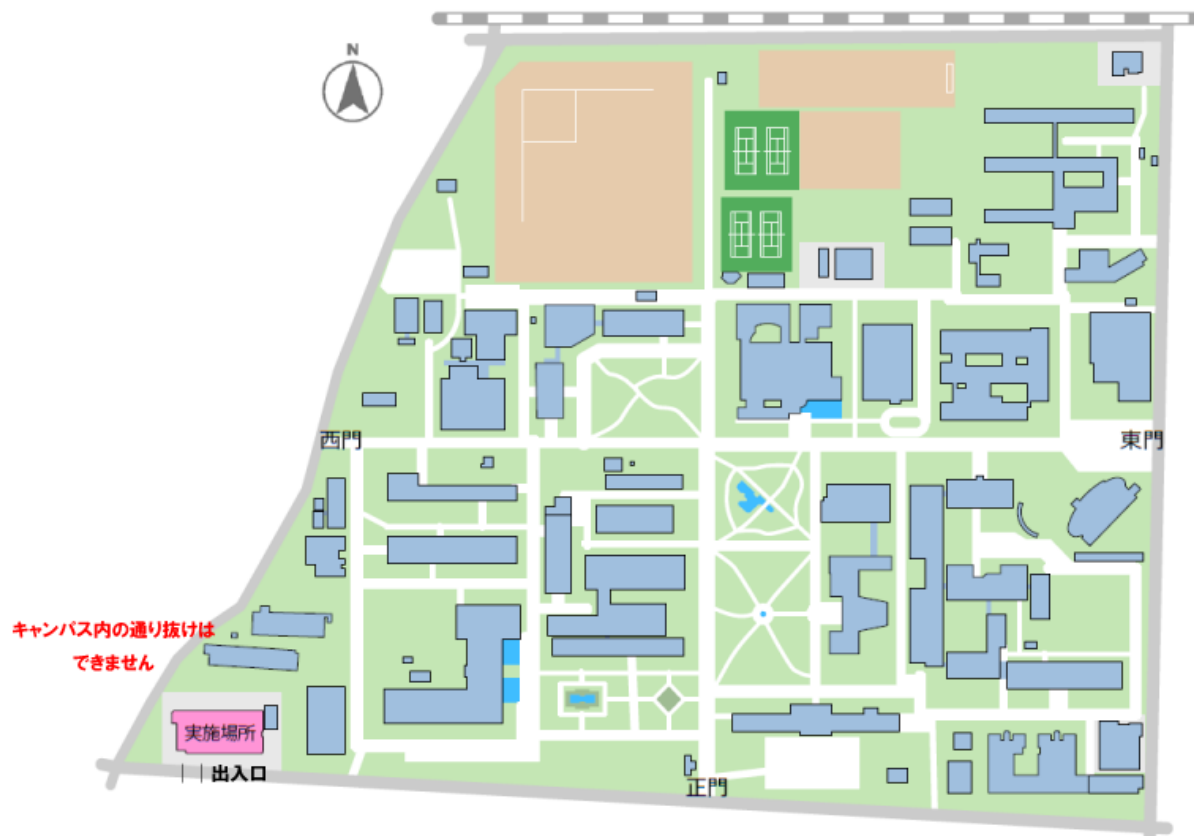 N
西門
東門
キャンパス内の通り抜けは
できません
実施場所
出入口
正門